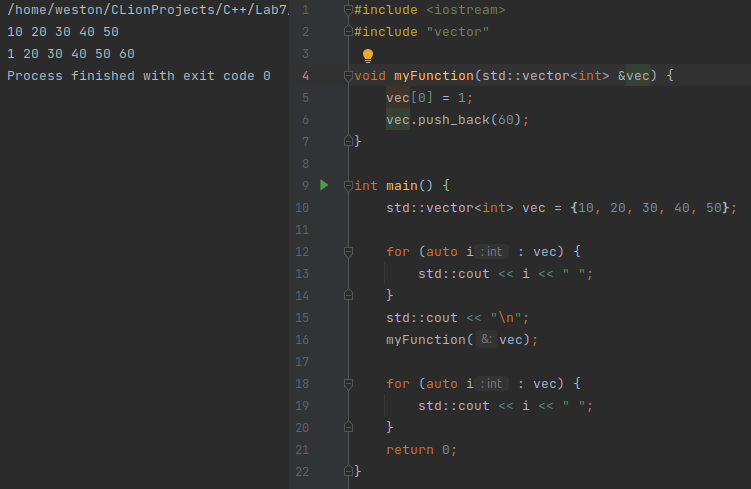 /home/weston/CLionProjects/C++/Lab7/
10 20 30 40 50
1 20 30 40 50 60
Process finished with exit code 0
1 #include <iostream>
2 #include "vector"
3
4 void myFunction(std::vector<int> &vec) {
5     vec[0] = 1;
6     vec.push_back(60);
7 }
8
9 int main() {
10     std::vector<int> vec = {10, 20, 30, 40, 50};
11
12     for (auto i : int : vec) {
13         std::cout << i << " ";
14     }
15     std::cout << "\n";
16     myFunction( &: vec);
17
18     for (auto i : int : vec) {
19         std::cout << i << " ";
20     }
21     return 0;
22 }